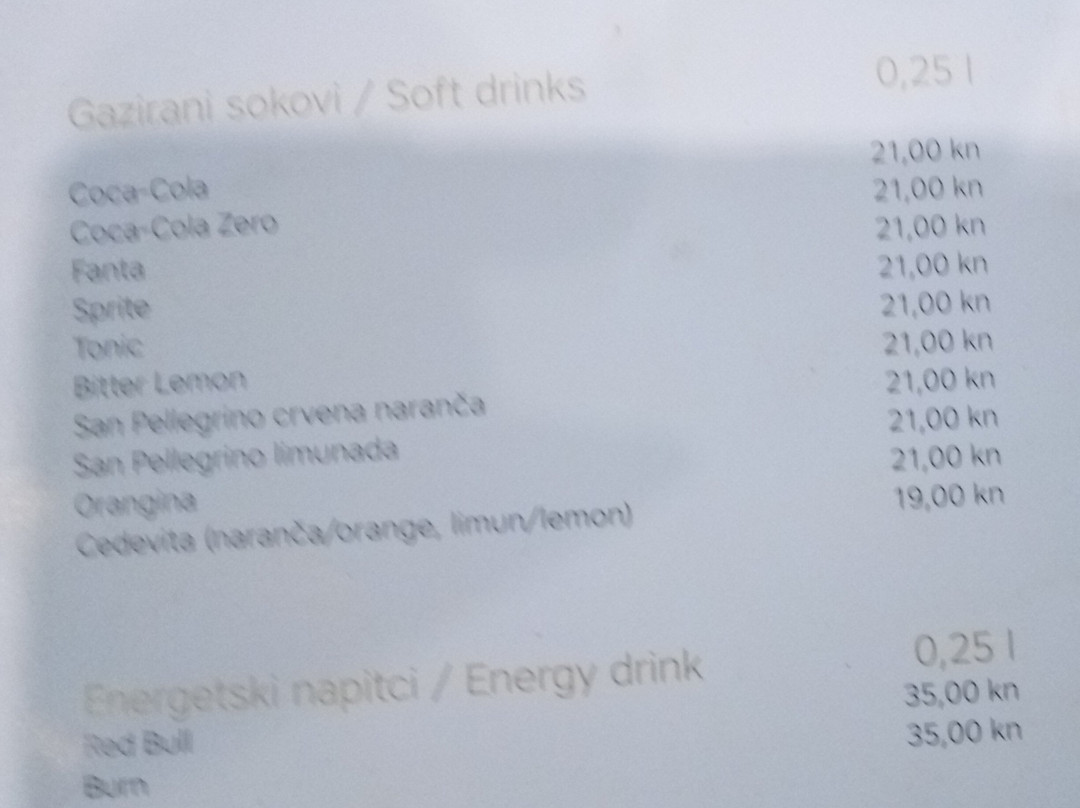 Gazirani sokovi / Soft drinks 0,25 l
Coca-Cola 21,00 kn
Coca-Cola Zero 21,00 kn
Fanta 21,00 kn
Sprite 21,00 kn
Tonic 21,00 kn
Bitter Lemon 21,00 kn
San Pellegrino crvena naranča 21,00 kn
San Pellegrino limunada 21,00 kn
Orangina 21,00 kn
Cedevita (naranča/orange, limun/lemon) 19,00 kn
Energetski napitci / Energy drink 0,25 l
Red Bull 35,00 kn
Burn 35,00 kn